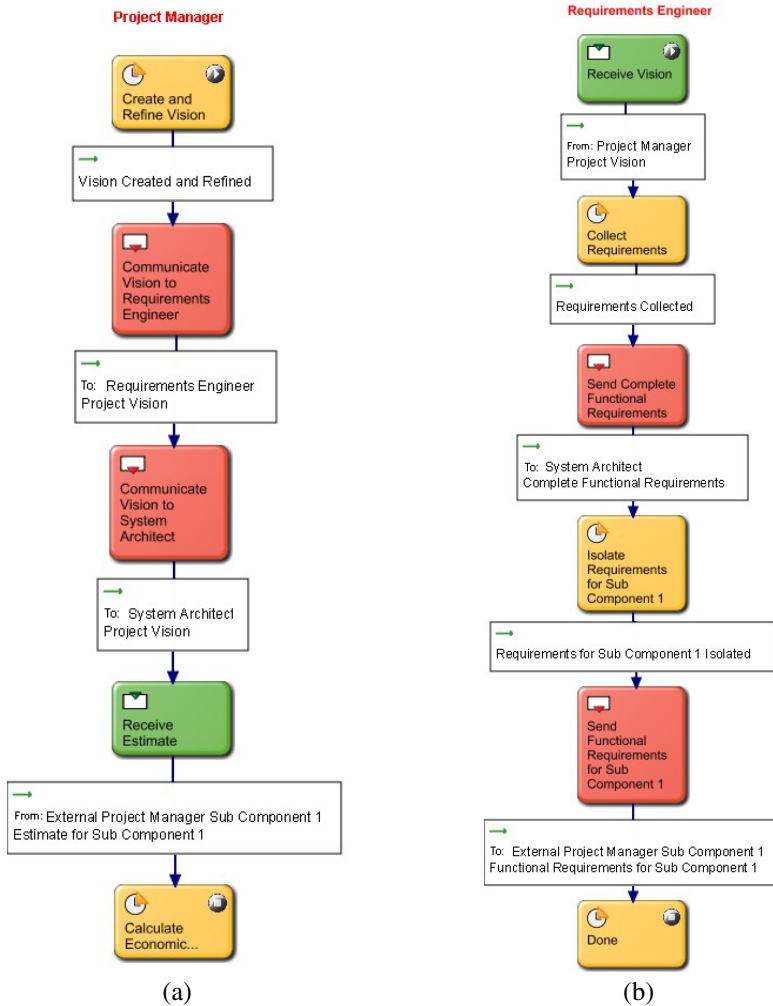 Project Manager
Create and
Refine Vision
Vision Created and Refined
Communicate
Vision to
Requirements
Engineer
To: Requirements Engineer
Project Vision
Communicate
Vision to
System
Architect
To: System Architect
Project Vision
Receive
Estimate
From: External Project Manager Sub Component 1
Estimate for Sub Component 1
Calculate
Economic...
(a)
Requirements Engineer
Receive Vision
From: Project Manager
Project Vision
Collect
Requirements
Requirements Collected
Send Complete
Functional
Requirements
To: System Architect
Complete Functional Requirements
Isolate
Requirements
for Sub
Component 1
Requirements for Sub Component 1 Isolated
Send
Functional
Requirements
for Sub
Component 1
To: External Project Manager Sub Component 1
Functional Requirements for Sub Component 1
Done
(b)